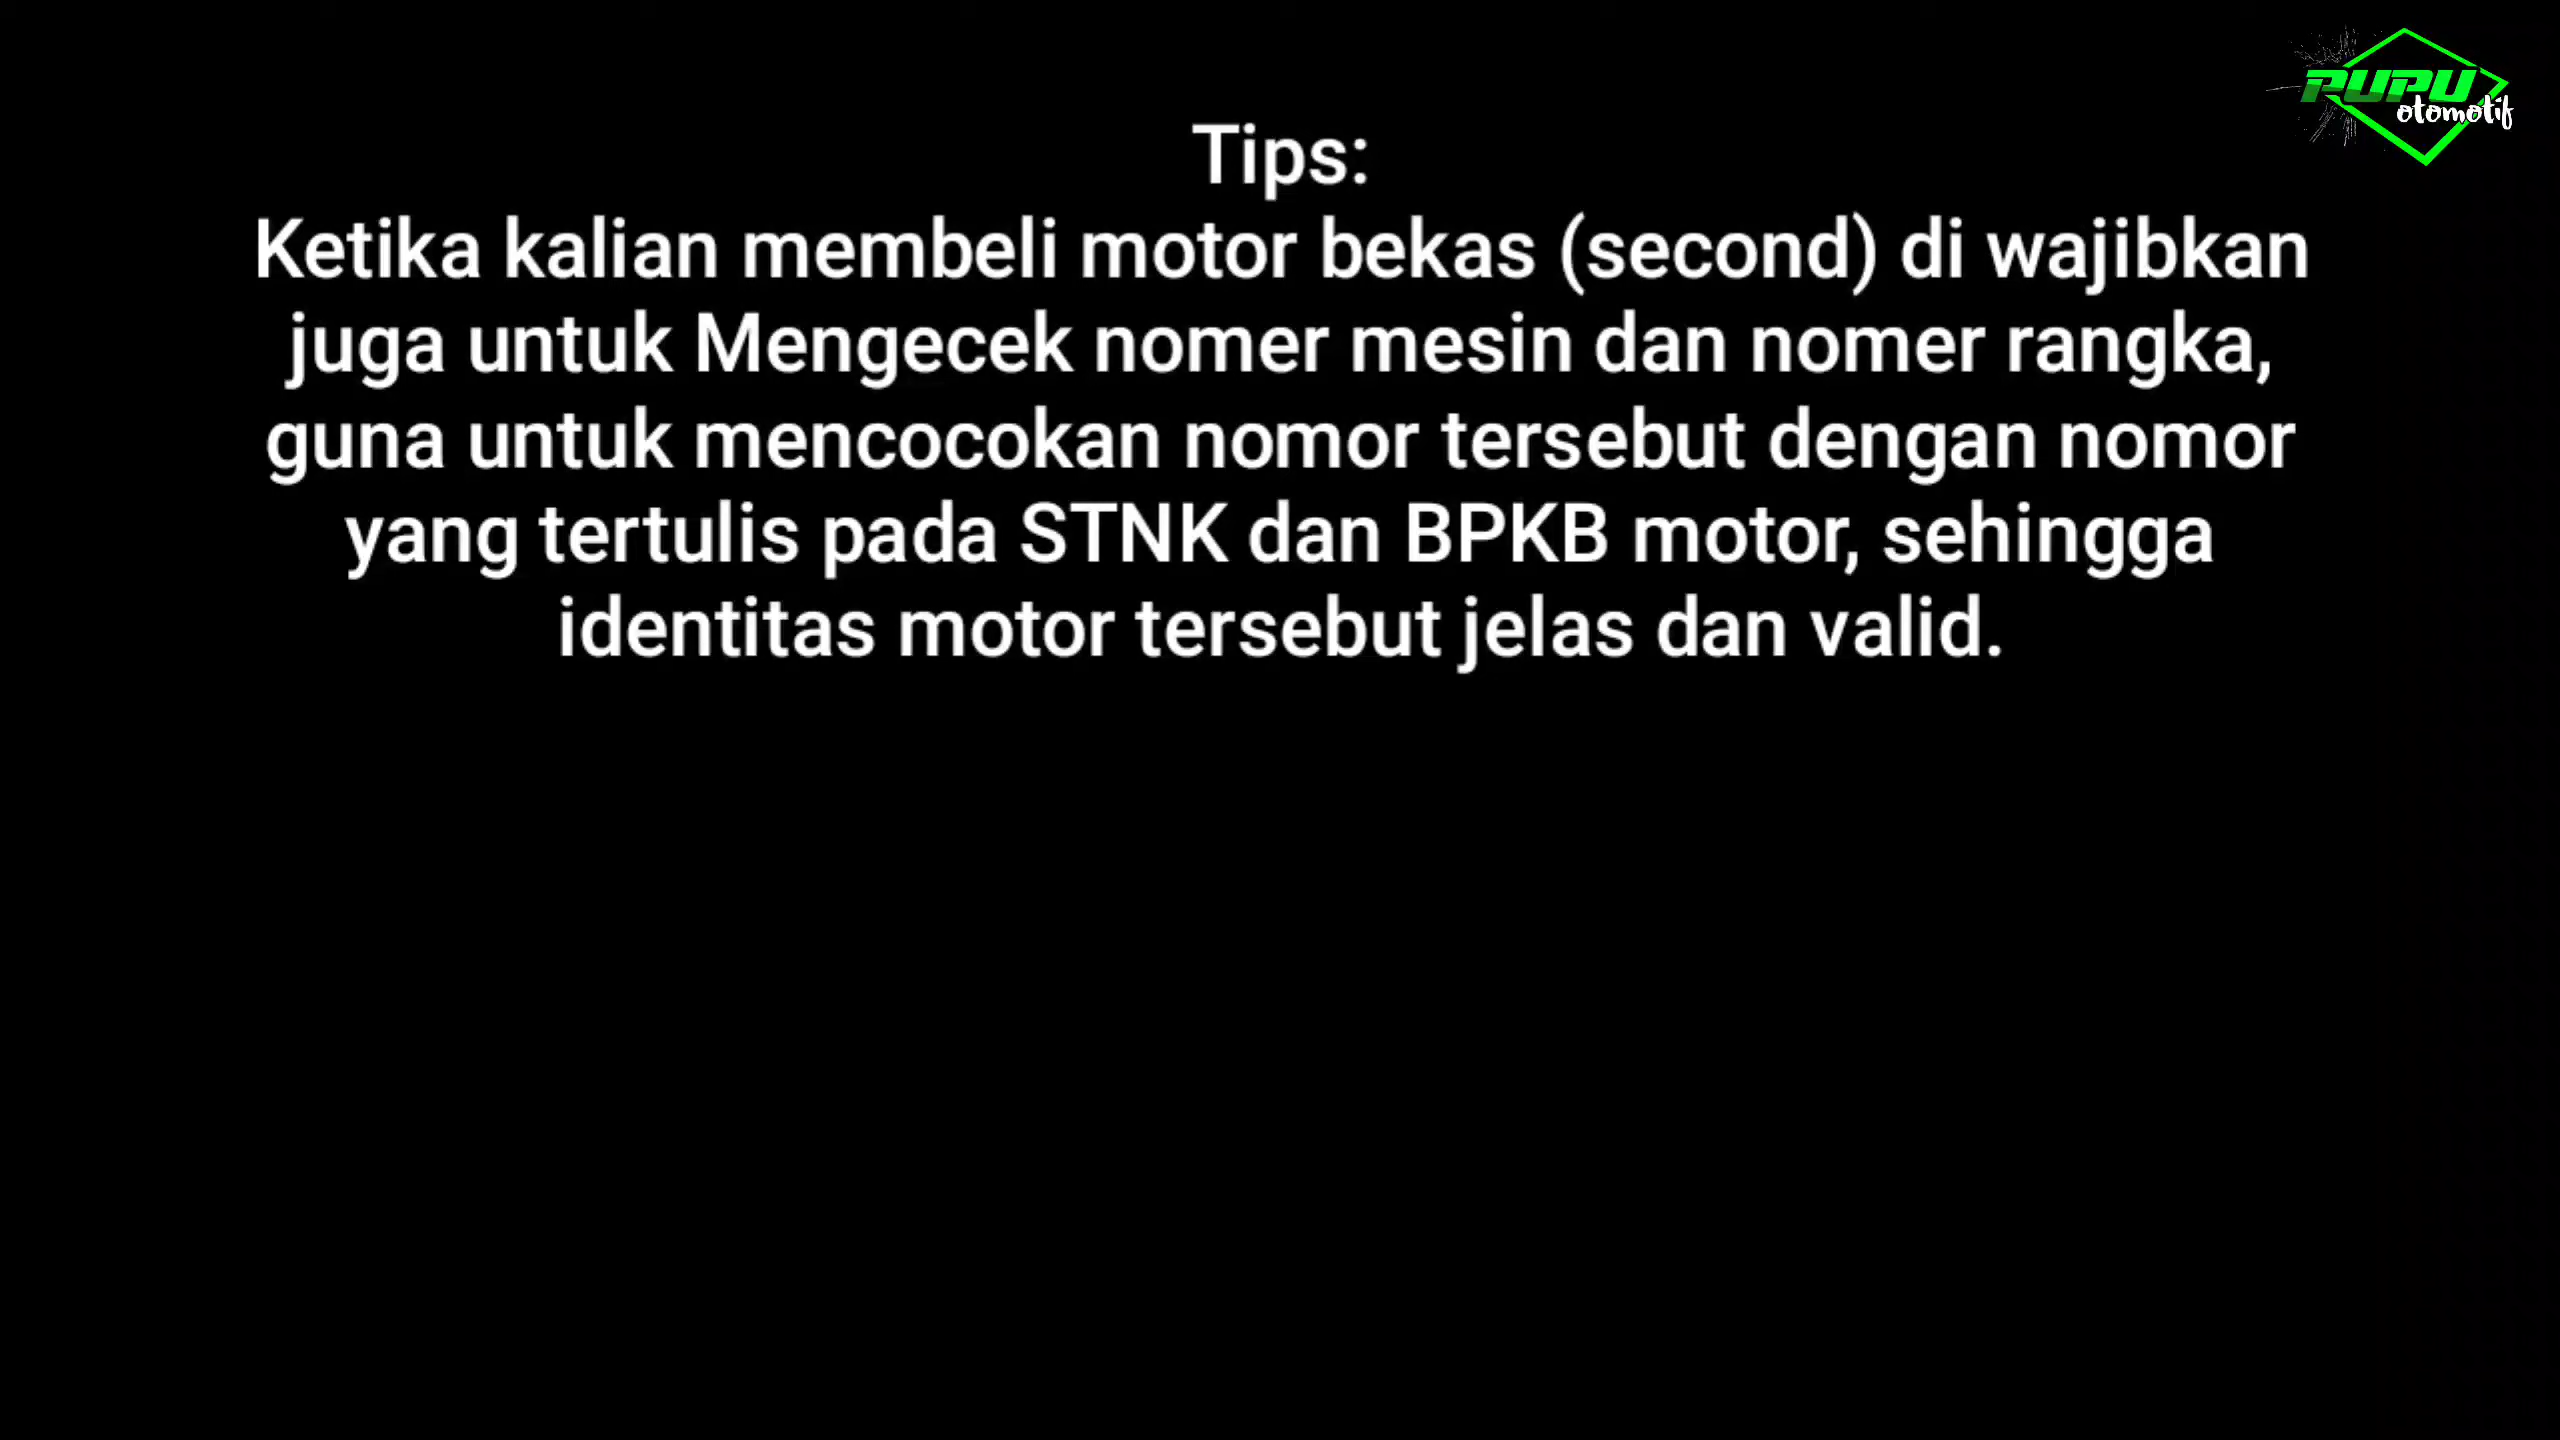 PUPU
otomotif
Tips:
Ketika kalian membeli motor bekas (second) di wajibkan
juga untuk Mengecek nomer mesin dan nomer rangka,
guna untuk mencocokan nomor tersebut dengan nomor
yang tertulis pada STNK dan BPKB motor, sehingga
identitas motor tersebut jelas dan valid.